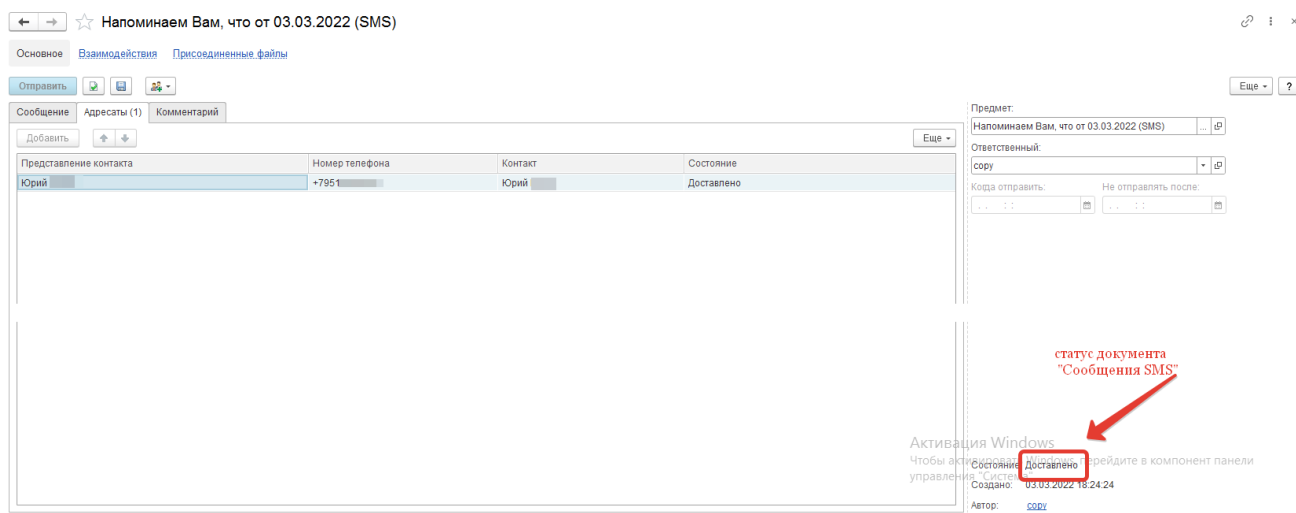 Напоминаем Вам, что от 03.03.2022 (SMS)
Основное Взаимодействия Присоединенные файлы
Отправить
Еще ?
Сообщение Адресаты (1) Комментарий
Добавить
Еще
Представление контакта Номер телефона Контакт Состояние
Юрий +7951 Юрий Доставлено
Предмет:
Напоминаем Вам, что от 03.03.2022 (SMS) ...
Ответственный:
copy
Когда отправить: Не отправлять после:
. . : : . . : :
статус документа
"Сообщения SMS"
Активация Windows
Чтобы активировать Windows, перейдите в компонент панели
управления "Система".
Состояние: Доставлено
Создано: 03.03.2022 18:24:24
Автор: copy